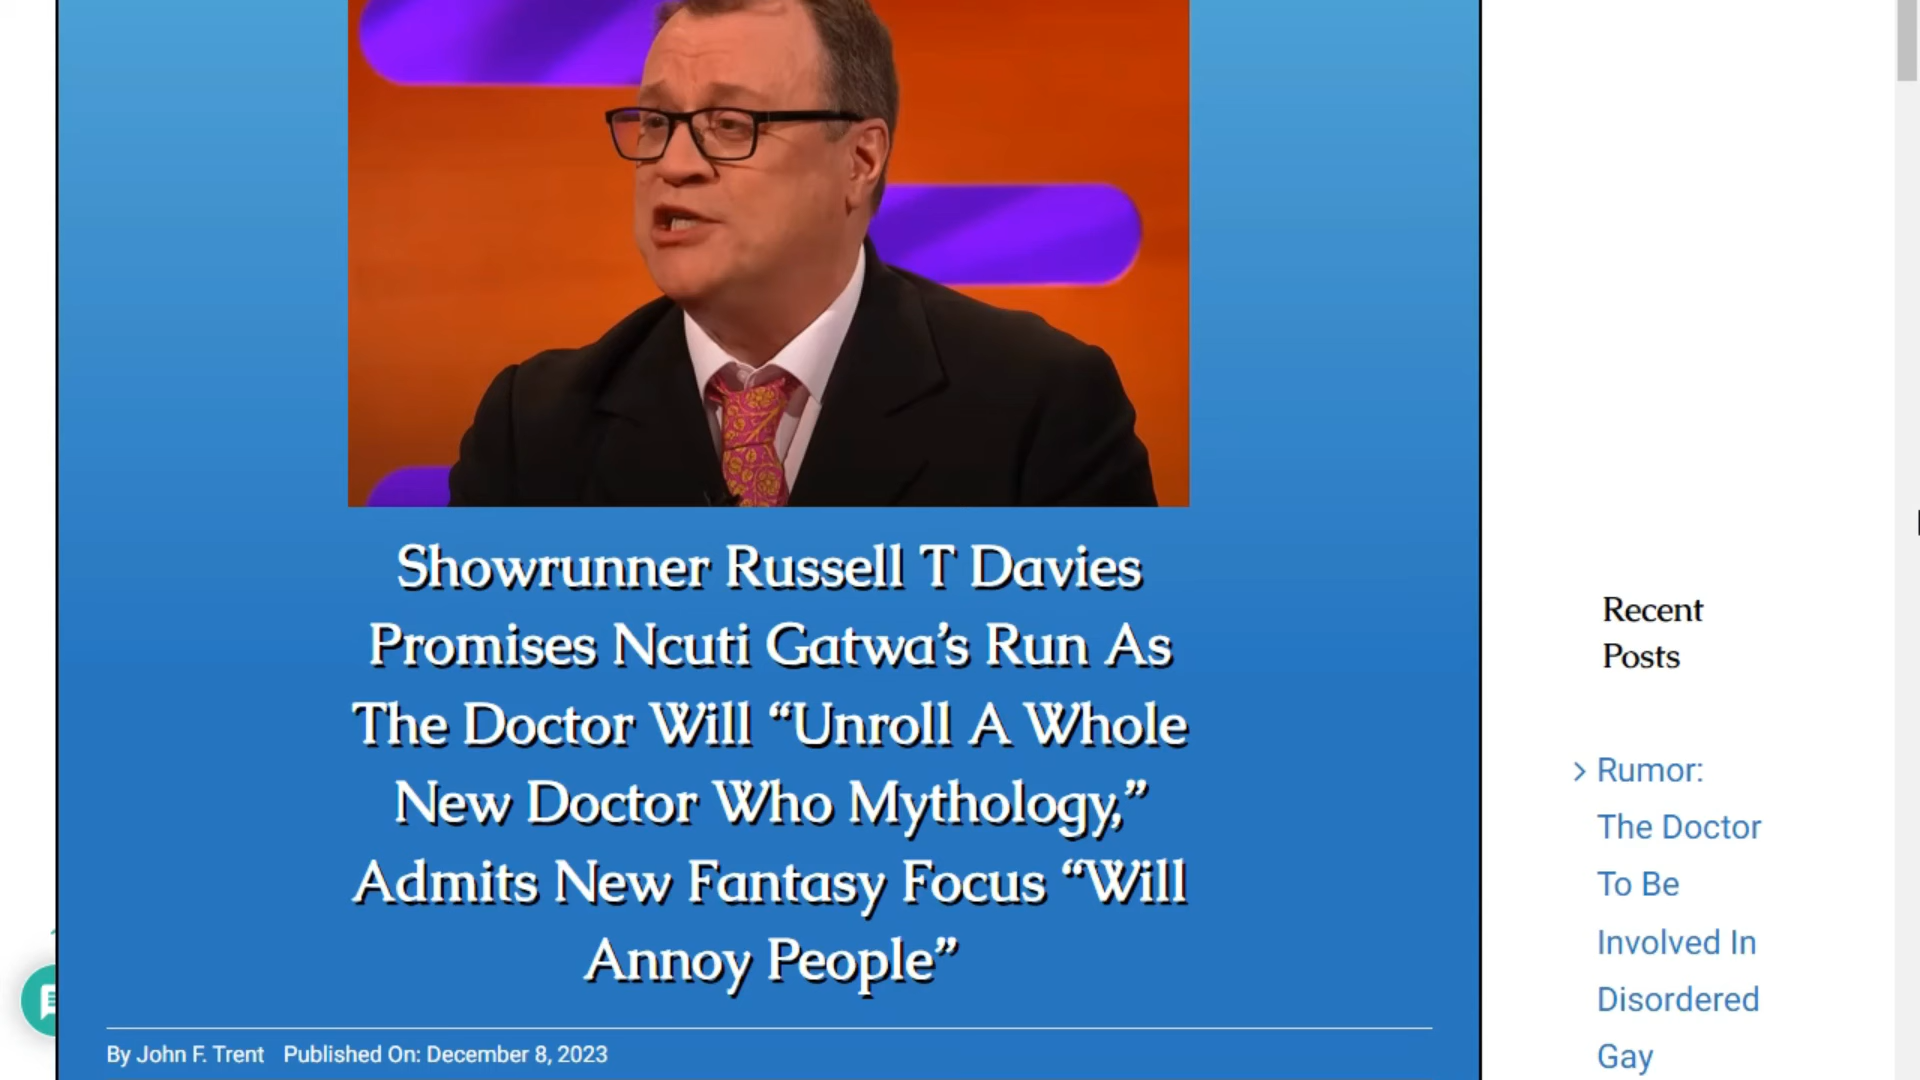 Showrunner Russell T Davies
Promises Ncuti Gatwa’s Run As
The Doctor Will “Unroll A Whole
New Doctor Who Mythology,”
Admits New Fantasy Focus “Will
Annoy People”
By John F. Trent Published On: December 8, 2023
Recent
Posts
Rumor:
The Doctor
To Be
Involved In
Disordered
Gay